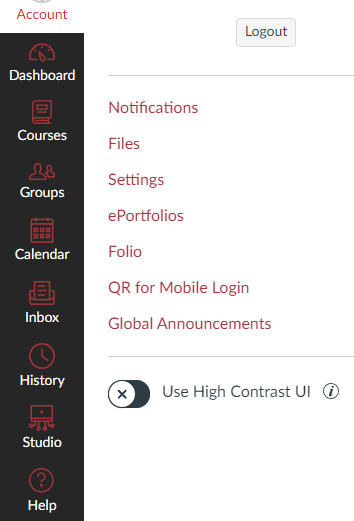 Account
Dashboard
Courses
Groups
Calendar
Inbox
History
Studio
Help
Logout
Notifications
Files
Settings
ePortfolios
Folio
QR for Mobile Login
Global Announcements
Use High Contrast UI